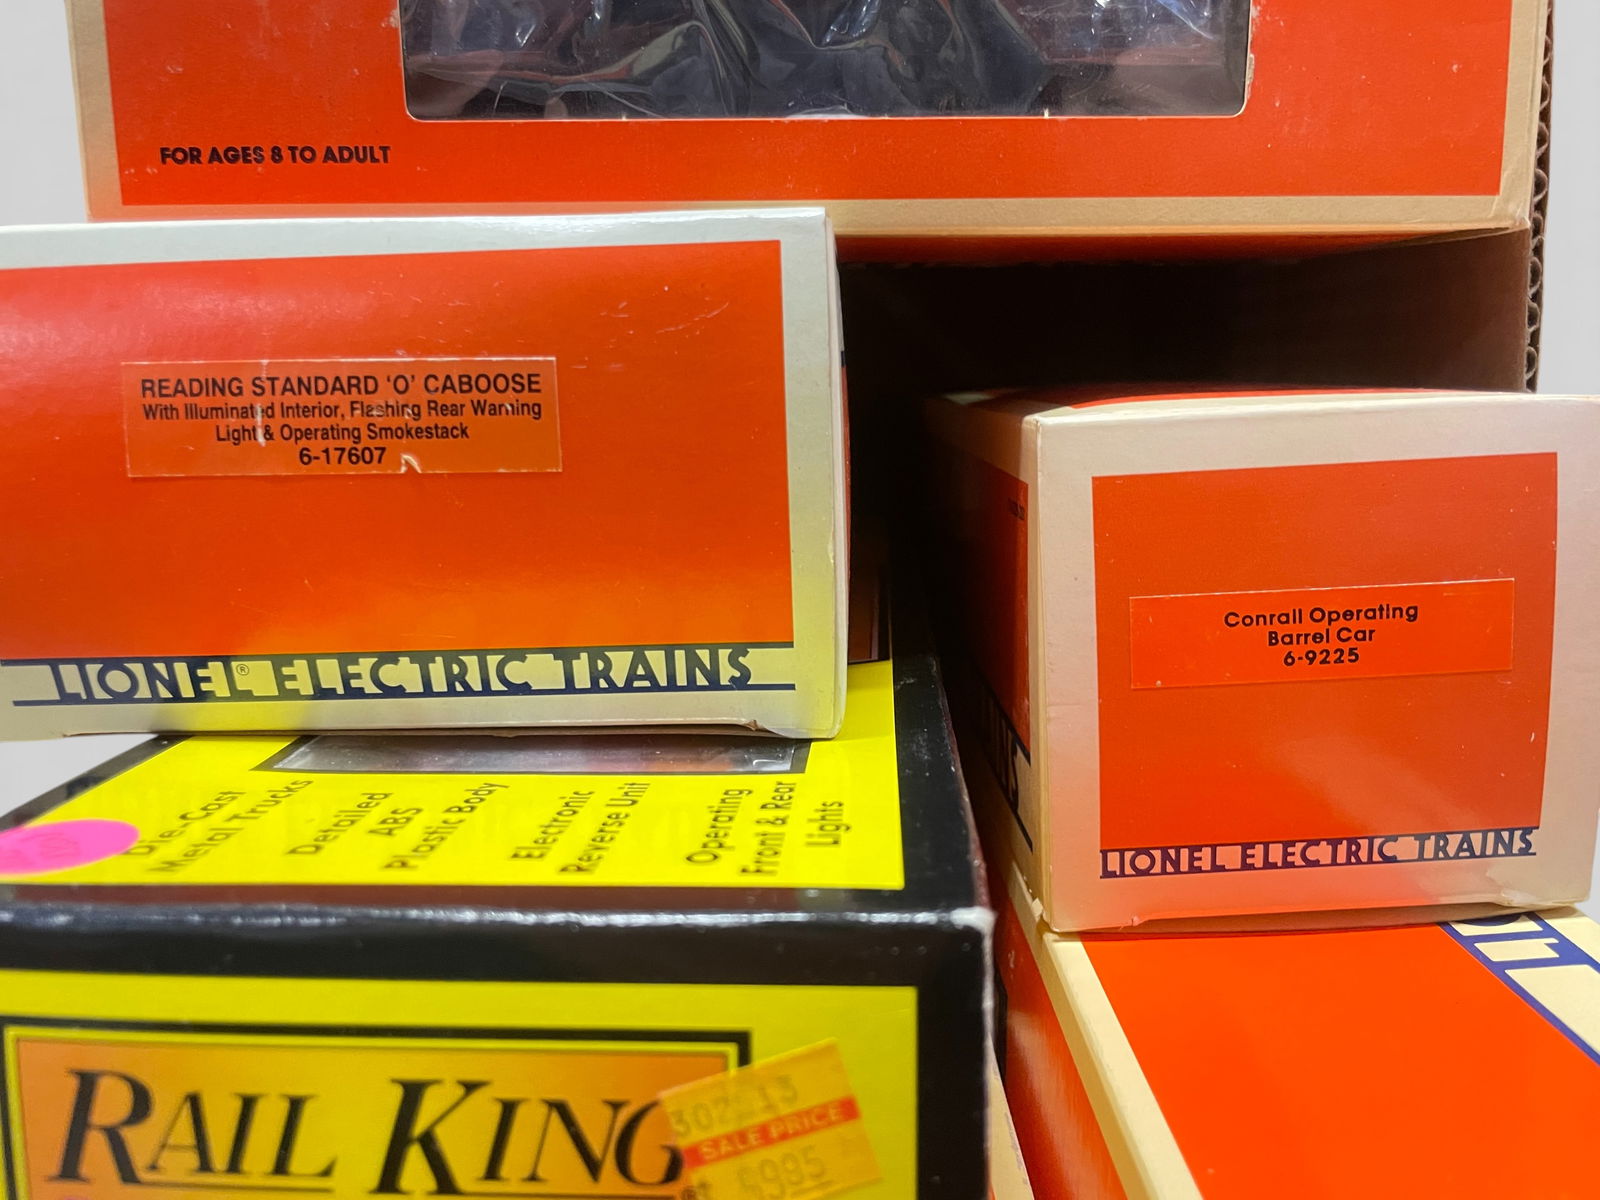 FOR AGES 8 TO ADULT
READING STANDARD 'O' CABOOSE
With Illuminated Interior, Flashing Rear Warning
Light & Operating Smokestack
6-17607
LIONEL® ELECTRIC TRAINS
Conrail Operating
Barrel Car
6-9225
LIONEL ELECTRIC TRAINS
Die-Cast
Metal Trucks
Detailed
ABS
Plastic Body
Electronic
Reverse Unit
Operating
Front & Rear
Lights
RAIL KING
SALE PRICE